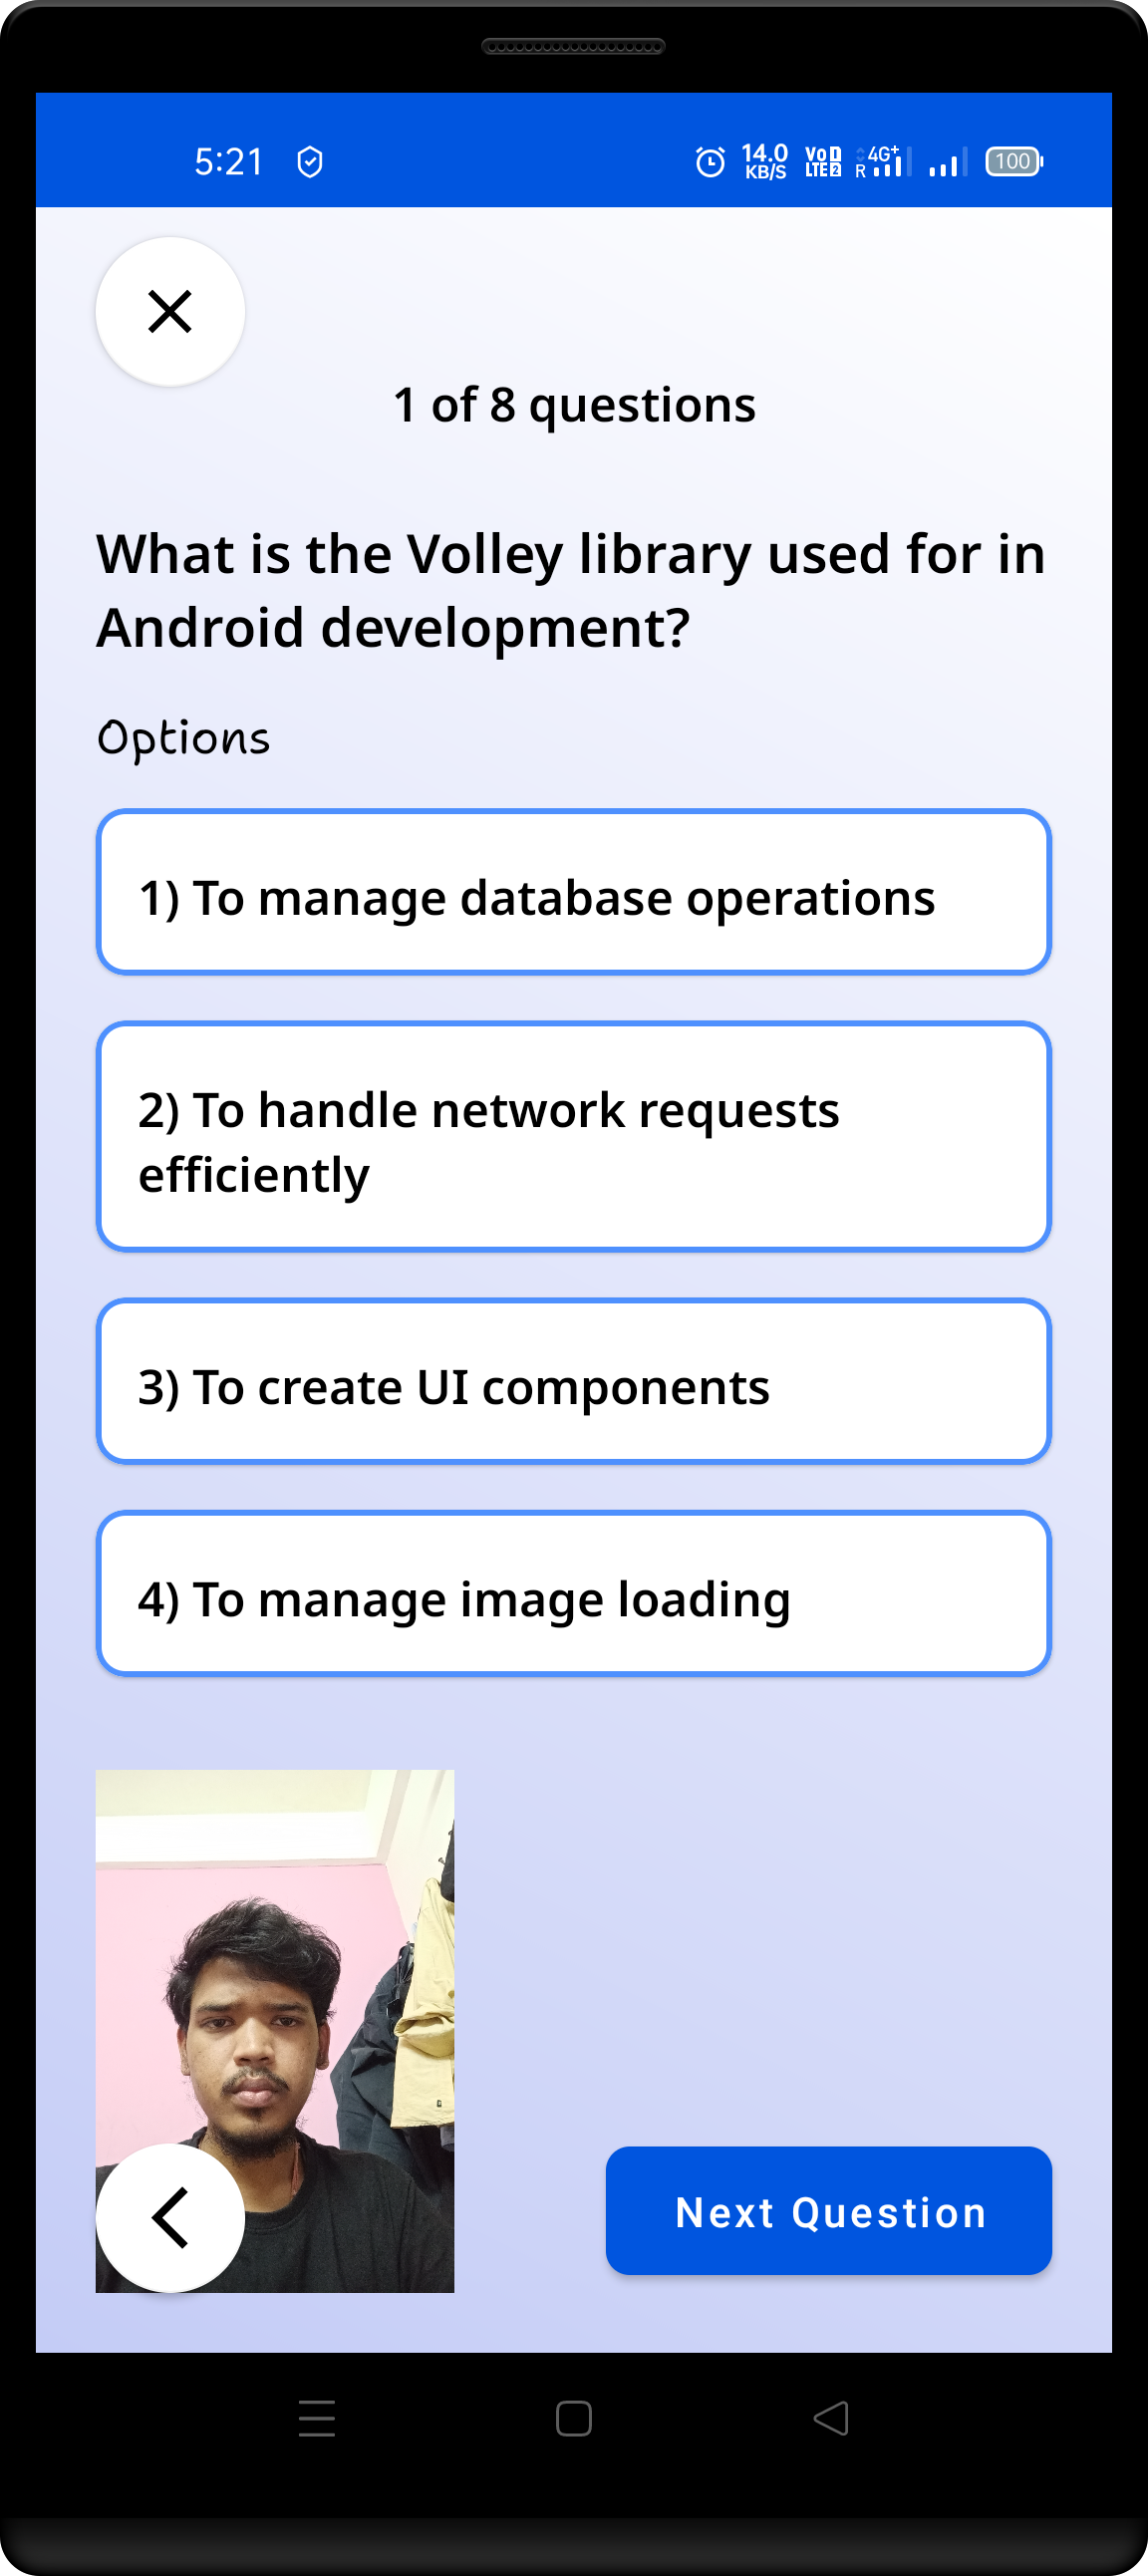 5:21 14.0 KB/S VoD LTE2 R 4G+ 100
1 of 8 questions
What is the Volley library used for in
Android development?
Options
1) To manage database operations
2) To handle network requests
efficiently
3) To create UI components
4) To manage image loading
Next Question